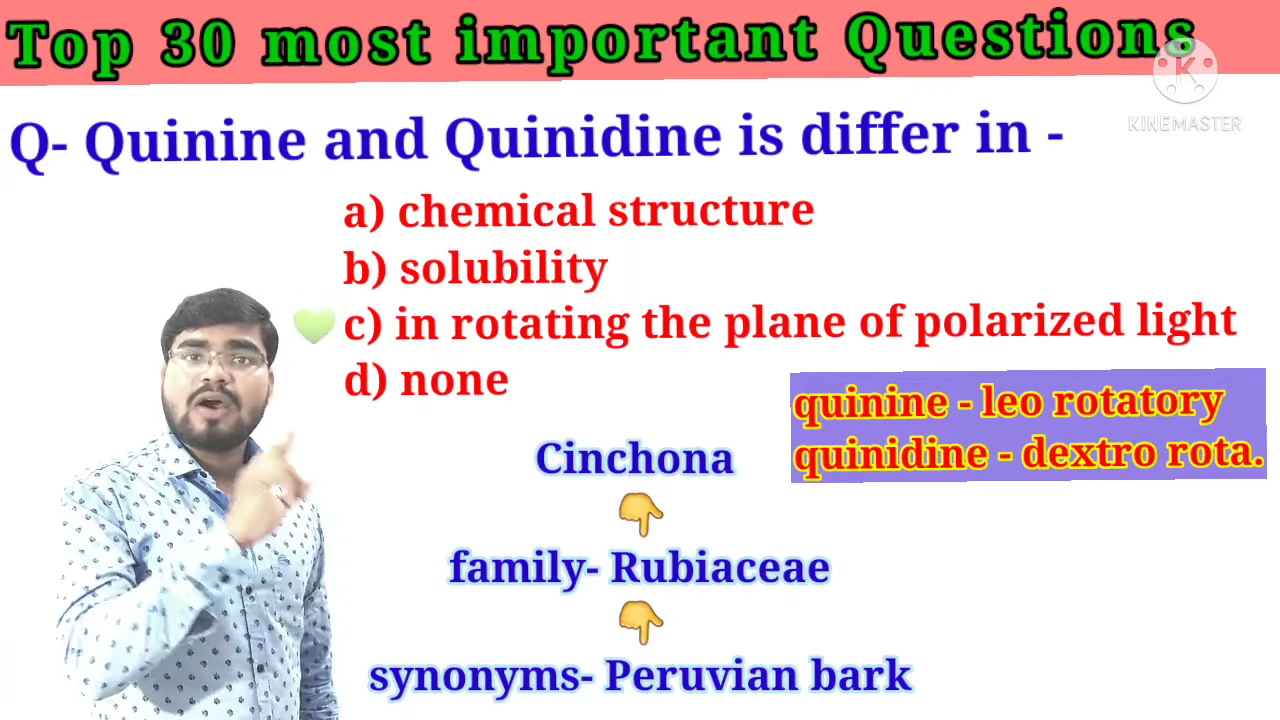 Top 30 most important Questions
KINEMASTER
Q- Quinine and Quinidine is differ in -
a) chemical structure
b) solubility
c) in rotating the plane of polarized light
d) none
quinine - leo rotatory
quinidine - dextro rota.
Cinchona
family- Rubiaceae
synonyms- Peruvian bark